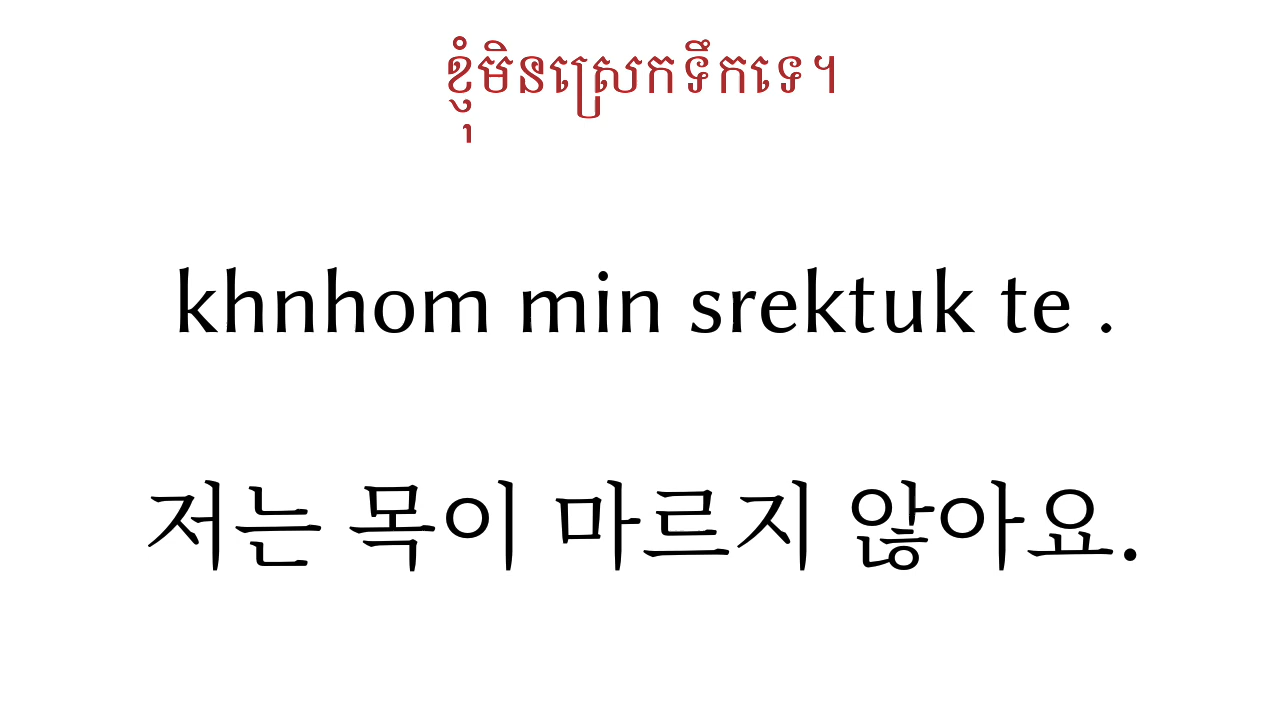 ខ្ញុំមិនស្រេកទឹកទេ។
khnhom min srektuk te .
저는 목이 마르지 않아요.